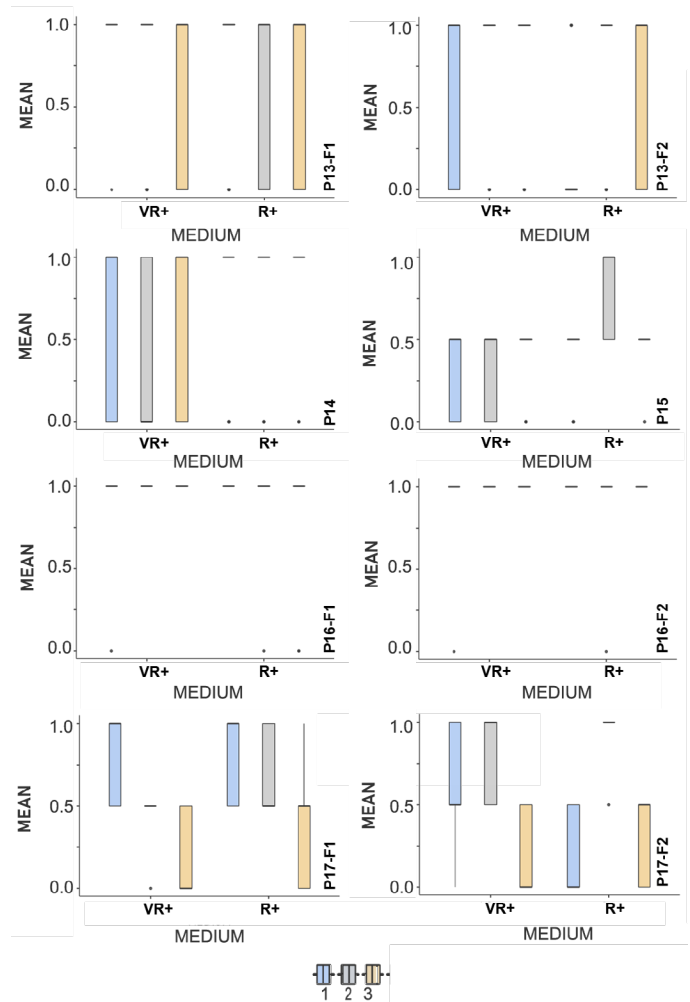 1.0 0.5 0.0 MEAN VR+ R+ MEDIUM P13-F1
1.0 0.5 0.0 MEAN VR+ R+ MEDIUM P13-F2
1.0 0.5 0.0 MEAN VR+ R+ MEDIUM P14
1.0 0.5 0.0 MEAN VR+ R+ MEDIUM P15
1.0 0.5 0.0 MEAN VR+ R+ MEDIUM P16-F1
1.0 0.5 0.0 MEAN VR+ R+ MEDIUM P16-F2
1.0 0.5 0.0 MEAN VR+ R+ MEDIUM P17-F1
1.0 0.5 0.0 MEAN VR+ R+ MEDIUM P17-F2
1 2 3